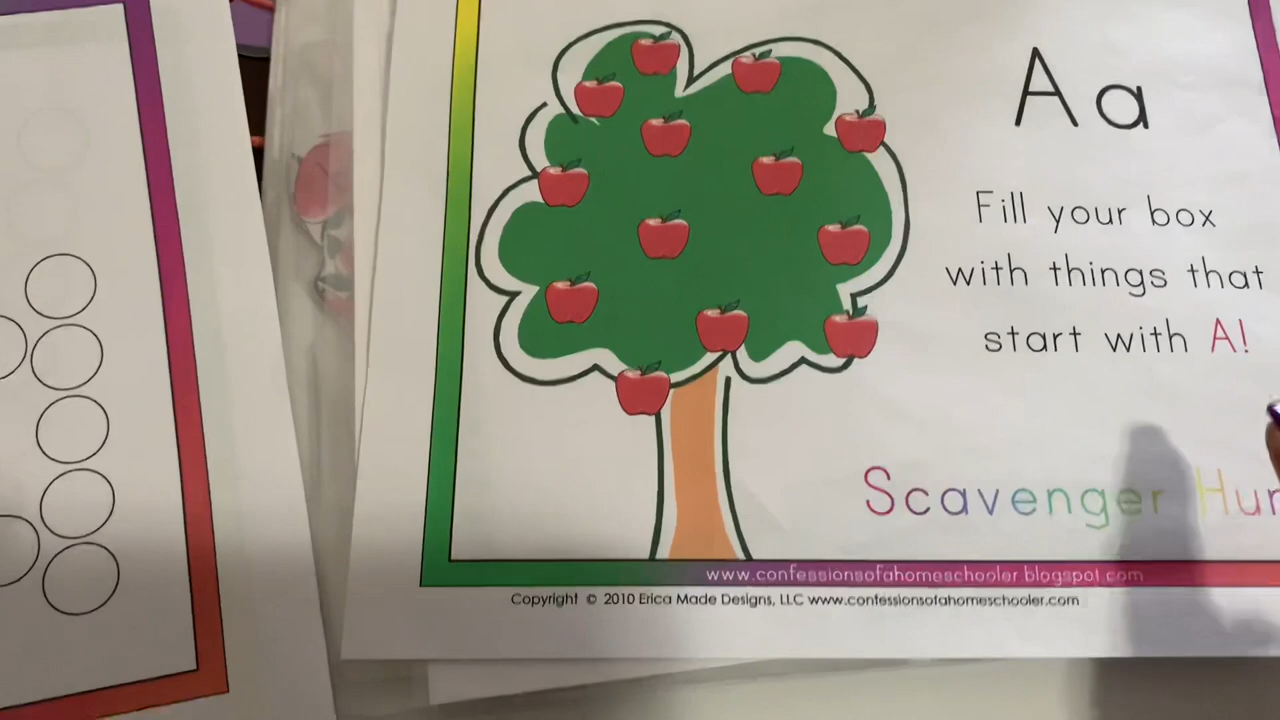 Aa
Fill your box
with things that
start with A!
Scavenger
www.confessionsofahomeschooler.blogspot.com
Copyright © 2010 Erica Made Designs, LLC www.confessionsofahomeschooler.com